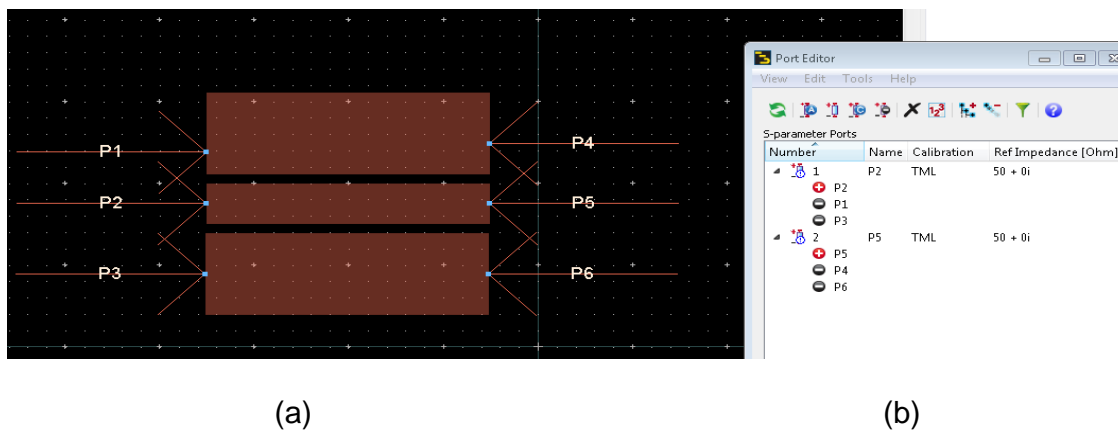 P1
P2
P3
P4
P5
P6
Port Editor
View Edit Tools Help
S-parameter Ports
Number Name Calibration Ref Impedance [Ohm]
1 P2 TML 50 + 0i
P2
P1
P3
2 P5 TML 50 + 0i
P5
P4
P6
(a)
(b)